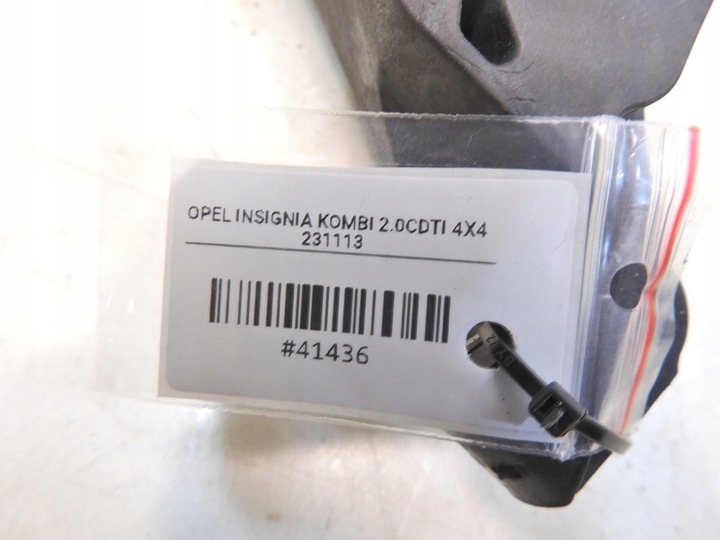 OPEL INSIGNIA KOMBI 2.0CDTI 4X4
231113
#41436